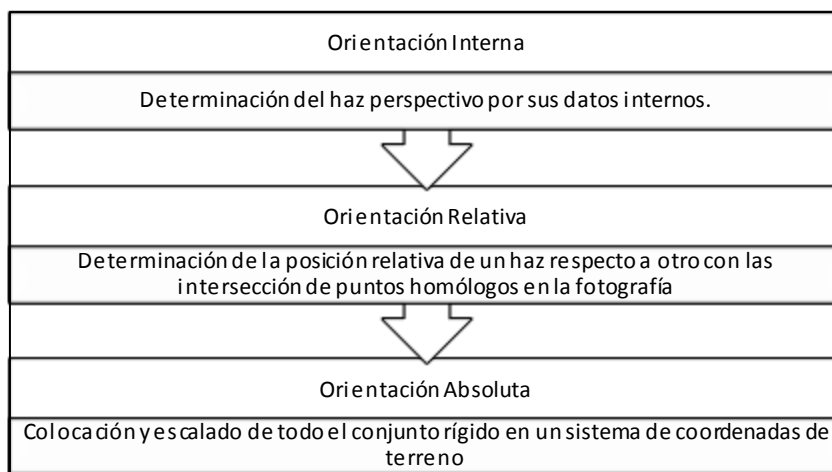 Orientación Interna
Determinación del haz perspectivo por sus datos internos.
Orientación Relativa
Determinación de la posición relativa de un haz respecto a otro con las
intersección de puntos homólogos en la fotografía
Orientación Absoluta
Colocación y escalado de todo el conjunto rígido en un sistema de coordenadas de
terreno